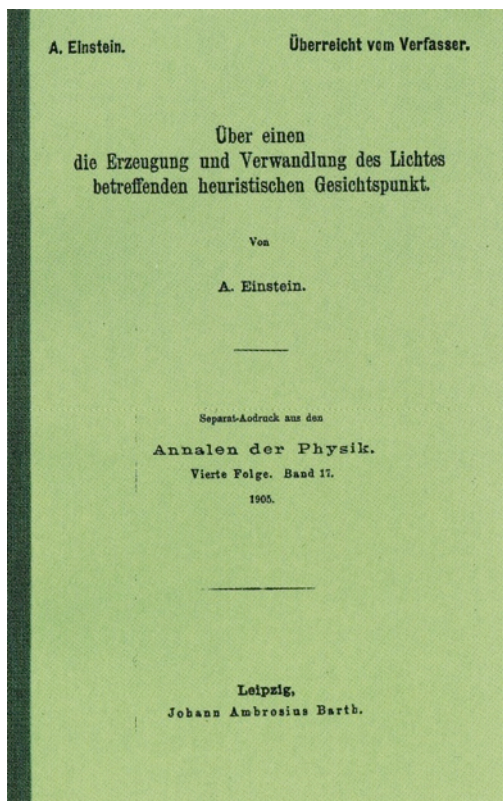 A. Einstein.
Überreicht vom Verfasser.
Über einen
die Erzeugung und Verwandlung des Lichtes
betreffenden heuristischen Gesichtspunkt.
Von
A. Einstein.
Separat-Abdruck aus den
Annalen der Physik.
Vierte Folge. Band 17.
1905.
Leipzig,
Johann Ambrosius Barth.